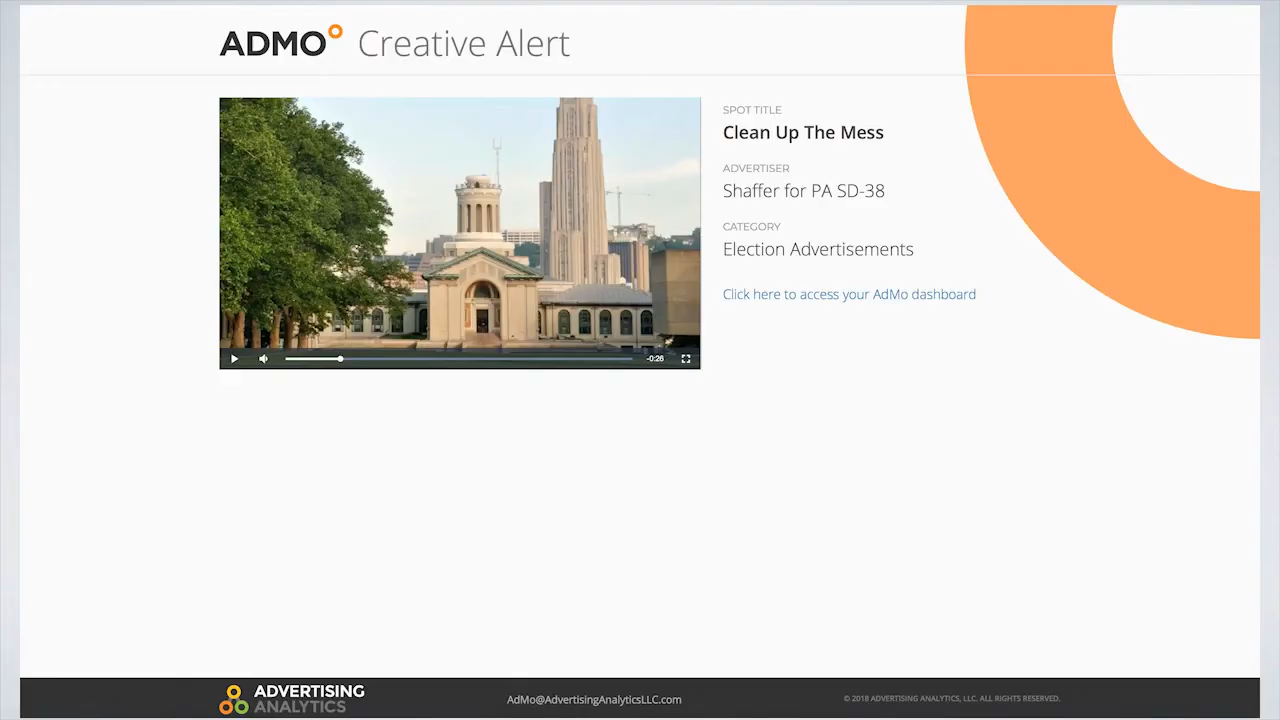 ADMO Creative Alert
SPOT TITLE
Clean Up The Mess
ADVERTISER
Shaffer for PA SD-38
CATEGORY
Election Advertisements
Click here to access your AdMo dashboard
-0:26
ADVERTISING
ANALYTICS
AdMo@AdvertisingAnalyticsLLC.com
© 2018 ADVERTISING ANALYTICS, LLC. ALL RIGHTS RESERVED.